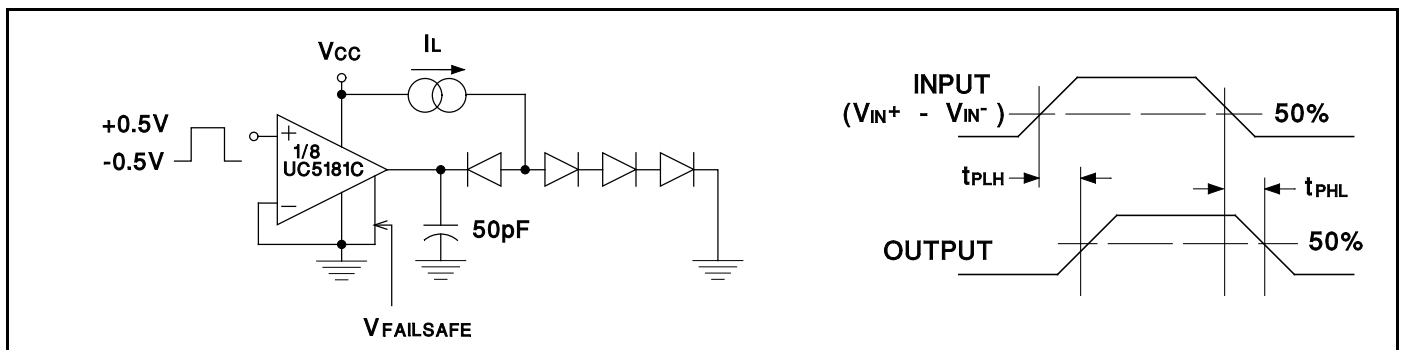 VCC
IL
+0.5V
-0.5V
+
1/8
UC5181C
-
50pF
VFAILSAFE
INPUT
(VIN+ - VIN-)
50%
tPLH
tPHL
OUTPUT
50%